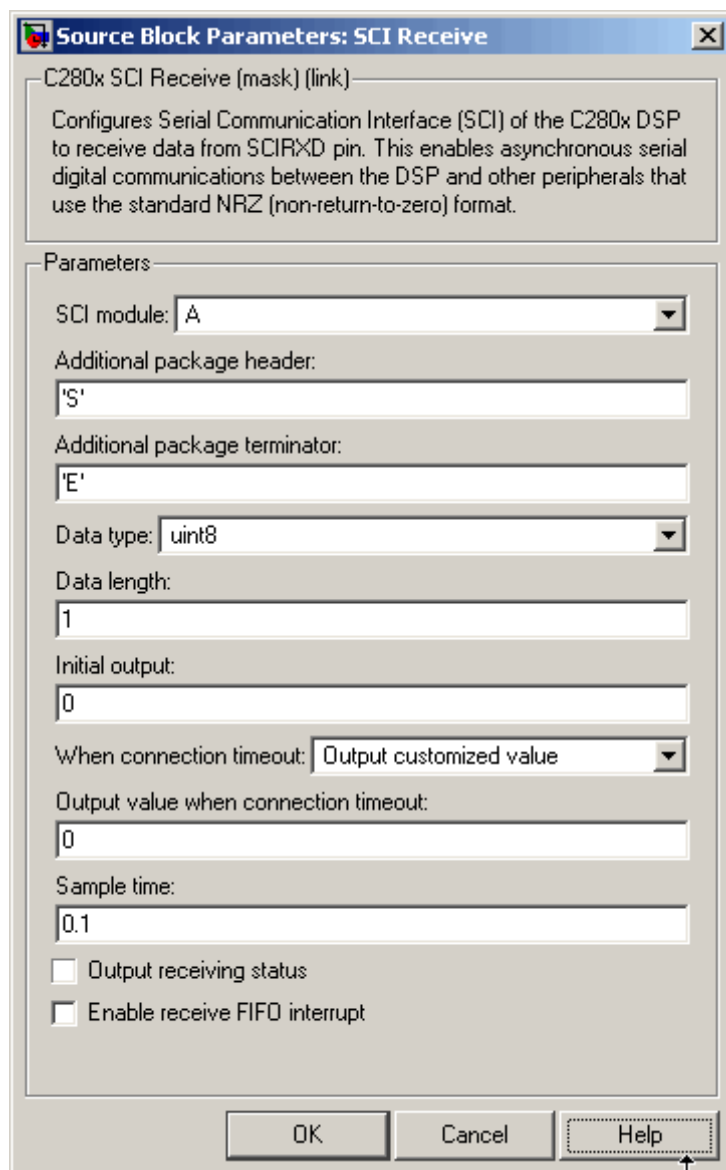 Source Block Parameters: SCI Receive
C280x SCI Receive (mask) (link)
Configures Serial Communication Interface (SCI) of the C280x DSP
to receive data from SCIRXD pin. This enables asynchronous serial
digital communications between the DSP and other peripherals that
use the standard NRZ (non-return-to-zero) format.
Parameters
SCI module: A
Additional package header:
'S'
Additional package terminator:
'E'
Data type: uint8
Data length:
1
Initial output:
0
When connection timeout: Output customized value
Output value when connection timeout:
0
Sample time:
0.1
Output receiving status
Enable receive FIFO interrupt
OK Cancel Help